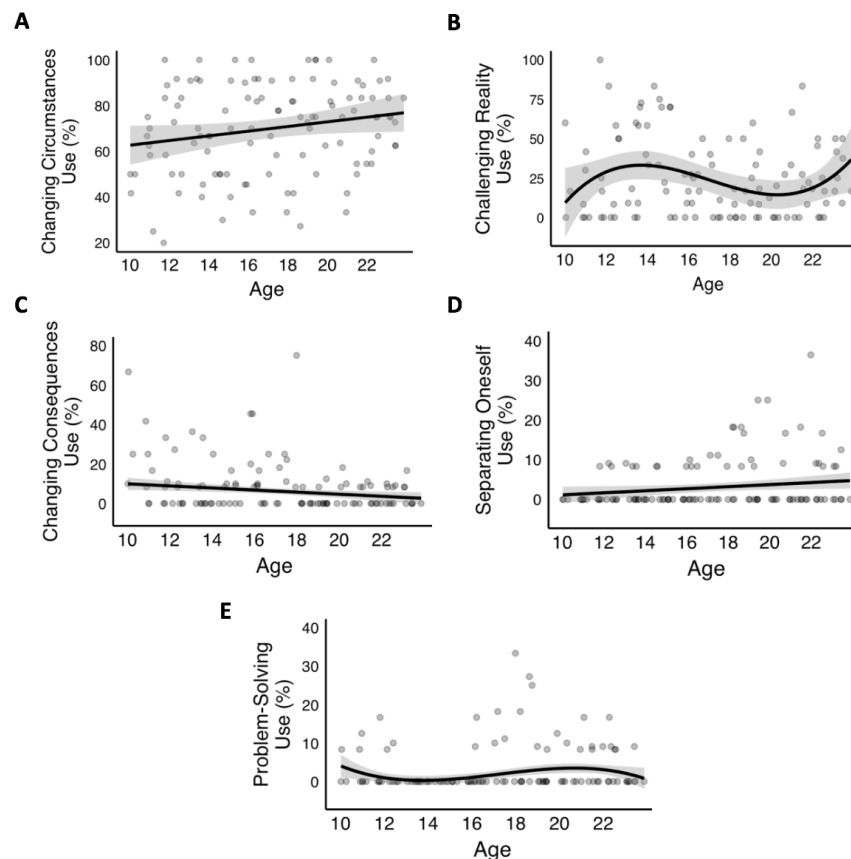 A
Changing Circumstances
Use (%)
100
80
60
40
20
10 12 14 16 18 20 22
Age
B
Challenging Reality
Use (%)
100
75
50
25
0
10 12 14 16 18 20 22
Age
C
Changing Consequences
Use (%)
80
60
40
20
0
10 12 14 16 18 20 22
Age
D
Separating Oneself
Use (%)
40
30
20
10
0
10 12 14 16 18 20 22
Age
E
Problem-Solving
Use (%)
40
30
20
10
0
10 12 14 16 18 20 22
Age